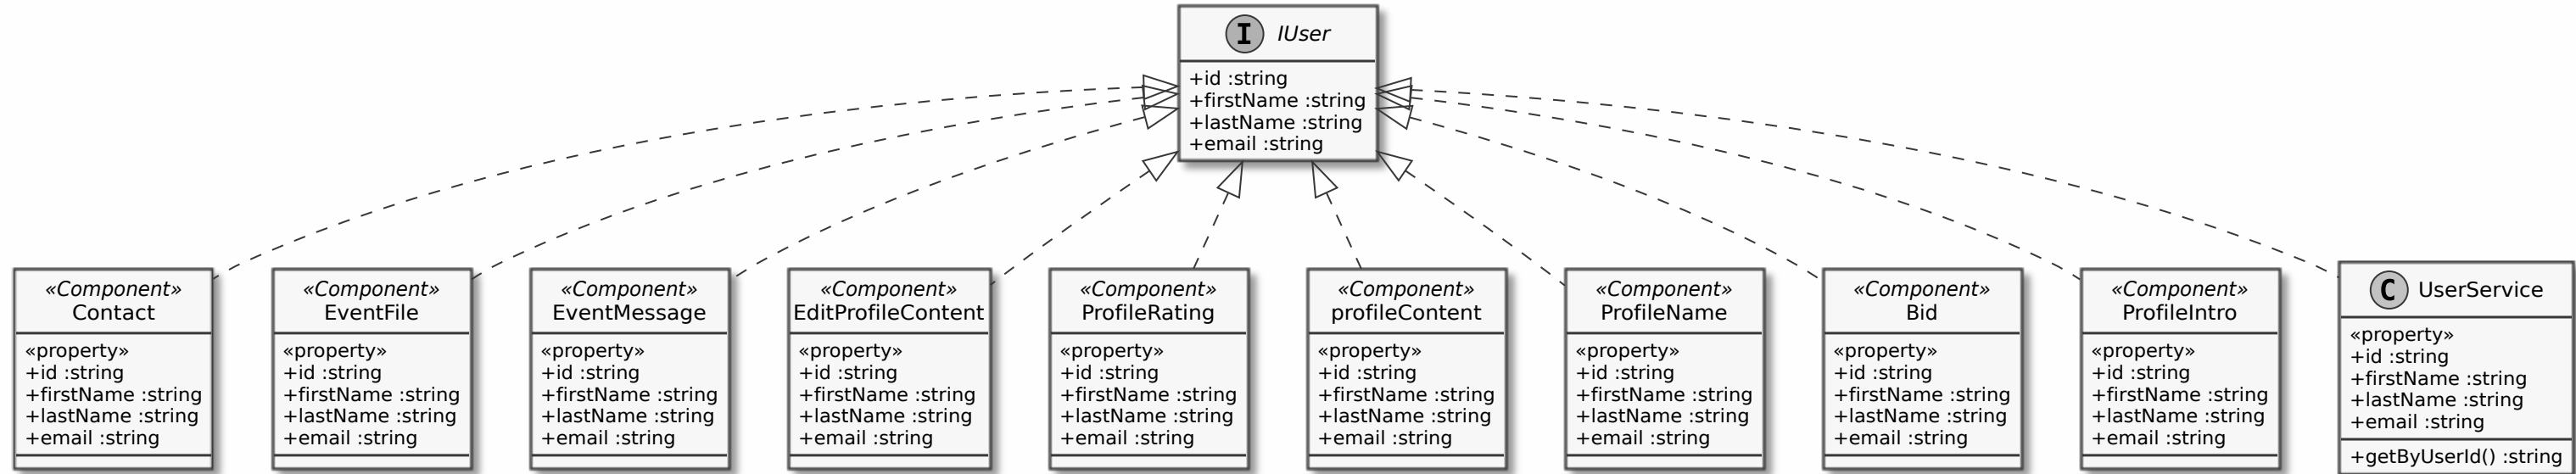 I IUser
+id :string
+firstName :string
+lastName :string
+email :string
«Component»
Contact
«property»
+id :string
+firstName :string
+lastName :string
+email :string
«Component»
EventFile
«property»
+id :string
+firstName :string
+lastName :string
+email :string
«Component»
EventMessage
«property»
+id :string
+firstName :string
+lastName :string
+email :string
«Component»
EditProfileContent
«property»
+id :string
+firstName :string
+lastName :string
+email :string
«Component»
ProfileRating
«property»
+id :string
+firstName :string
+lastName :string
+email :string
«Component»
profileContent
«property»
+id :string
+firstName :string
+lastName :string
+email :string
«Component»
ProfileName
«property»
+id :string
+firstName :string
+lastName :string
+email :string
«Component»
Bid
«property»
+id :string
+firstName :string
+lastName :string
+email :string
«Component»
ProfileIntro
«property»
+id :string
+firstName :string
+lastName :string
+email :string
C UserService
«property»
+id :string
+firstName :string
+lastName :string
+email :string
+getByUserId() :string